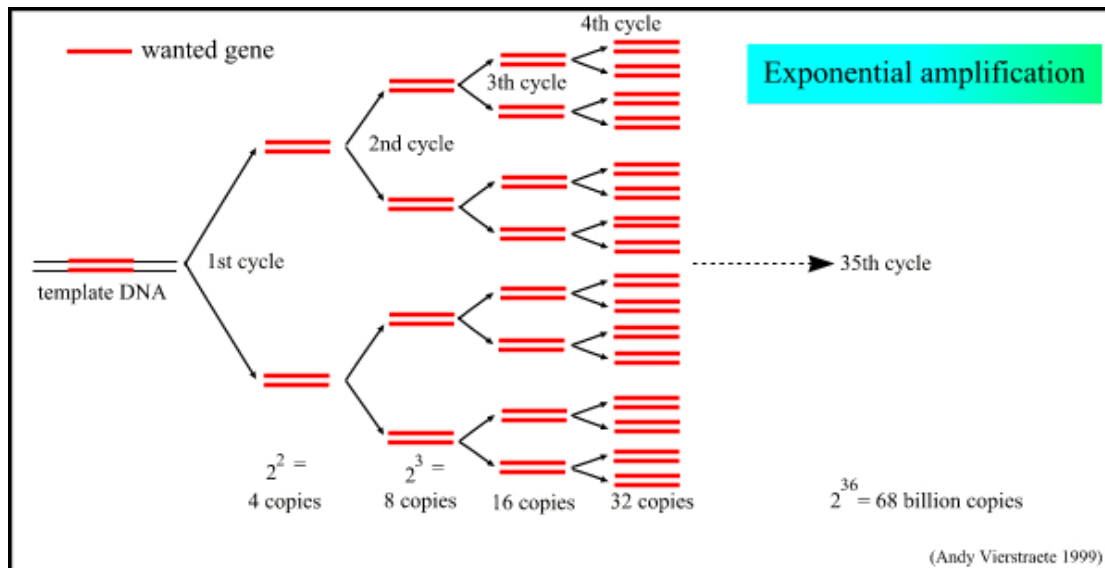 4th cycle
wanted gene
Exponential amplification
3th cycle
2nd cycle
1st cycle
35th cycle
template DNA
2^2 =
4 copies
2^3 =
8 copies
16 copies
32 copies
2^36 = 68 billion copies
(Andy Vierstraete 1999)